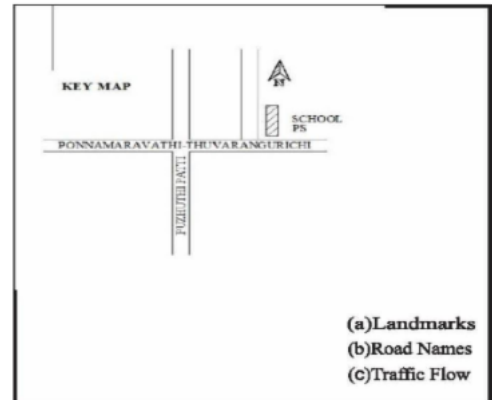 KEY MAP
N
SCHOOL
PS
PONNAMARAVATHI-THUVARANGURICHI
PUZHUTHI PATTI
(a)Landmarks
(b)Road Names
(c)Traffic Flow